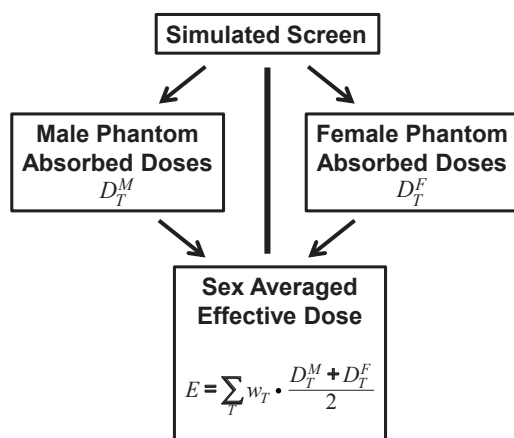 Simulated Screen
Male Phantom
Absorbed Doses
D_T^M
Female Phantom
Absorbed Doses
D_T^F
Sex Averaged
Effective Dose
E = ∑_T w_T • (D_T^M + D_T^F) / 2